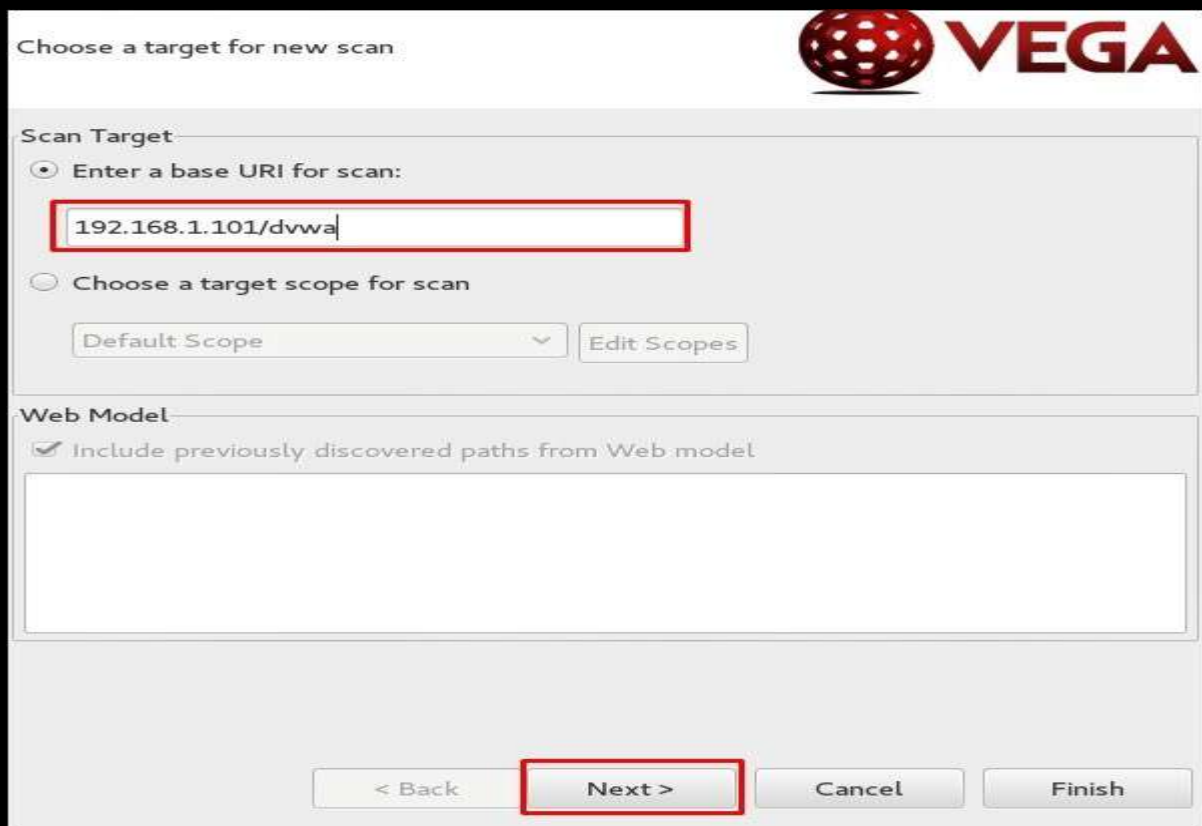 Choose a target for new scan
VEGA
Scan Target
Enter a base URI for scan:
192.168.1.101/dvwa
Choose a target scope for scan
Default Scope
Edit Scopes
Web Model
Include previously discovered paths from Web model
< Back
Next >
Cancel
Finish